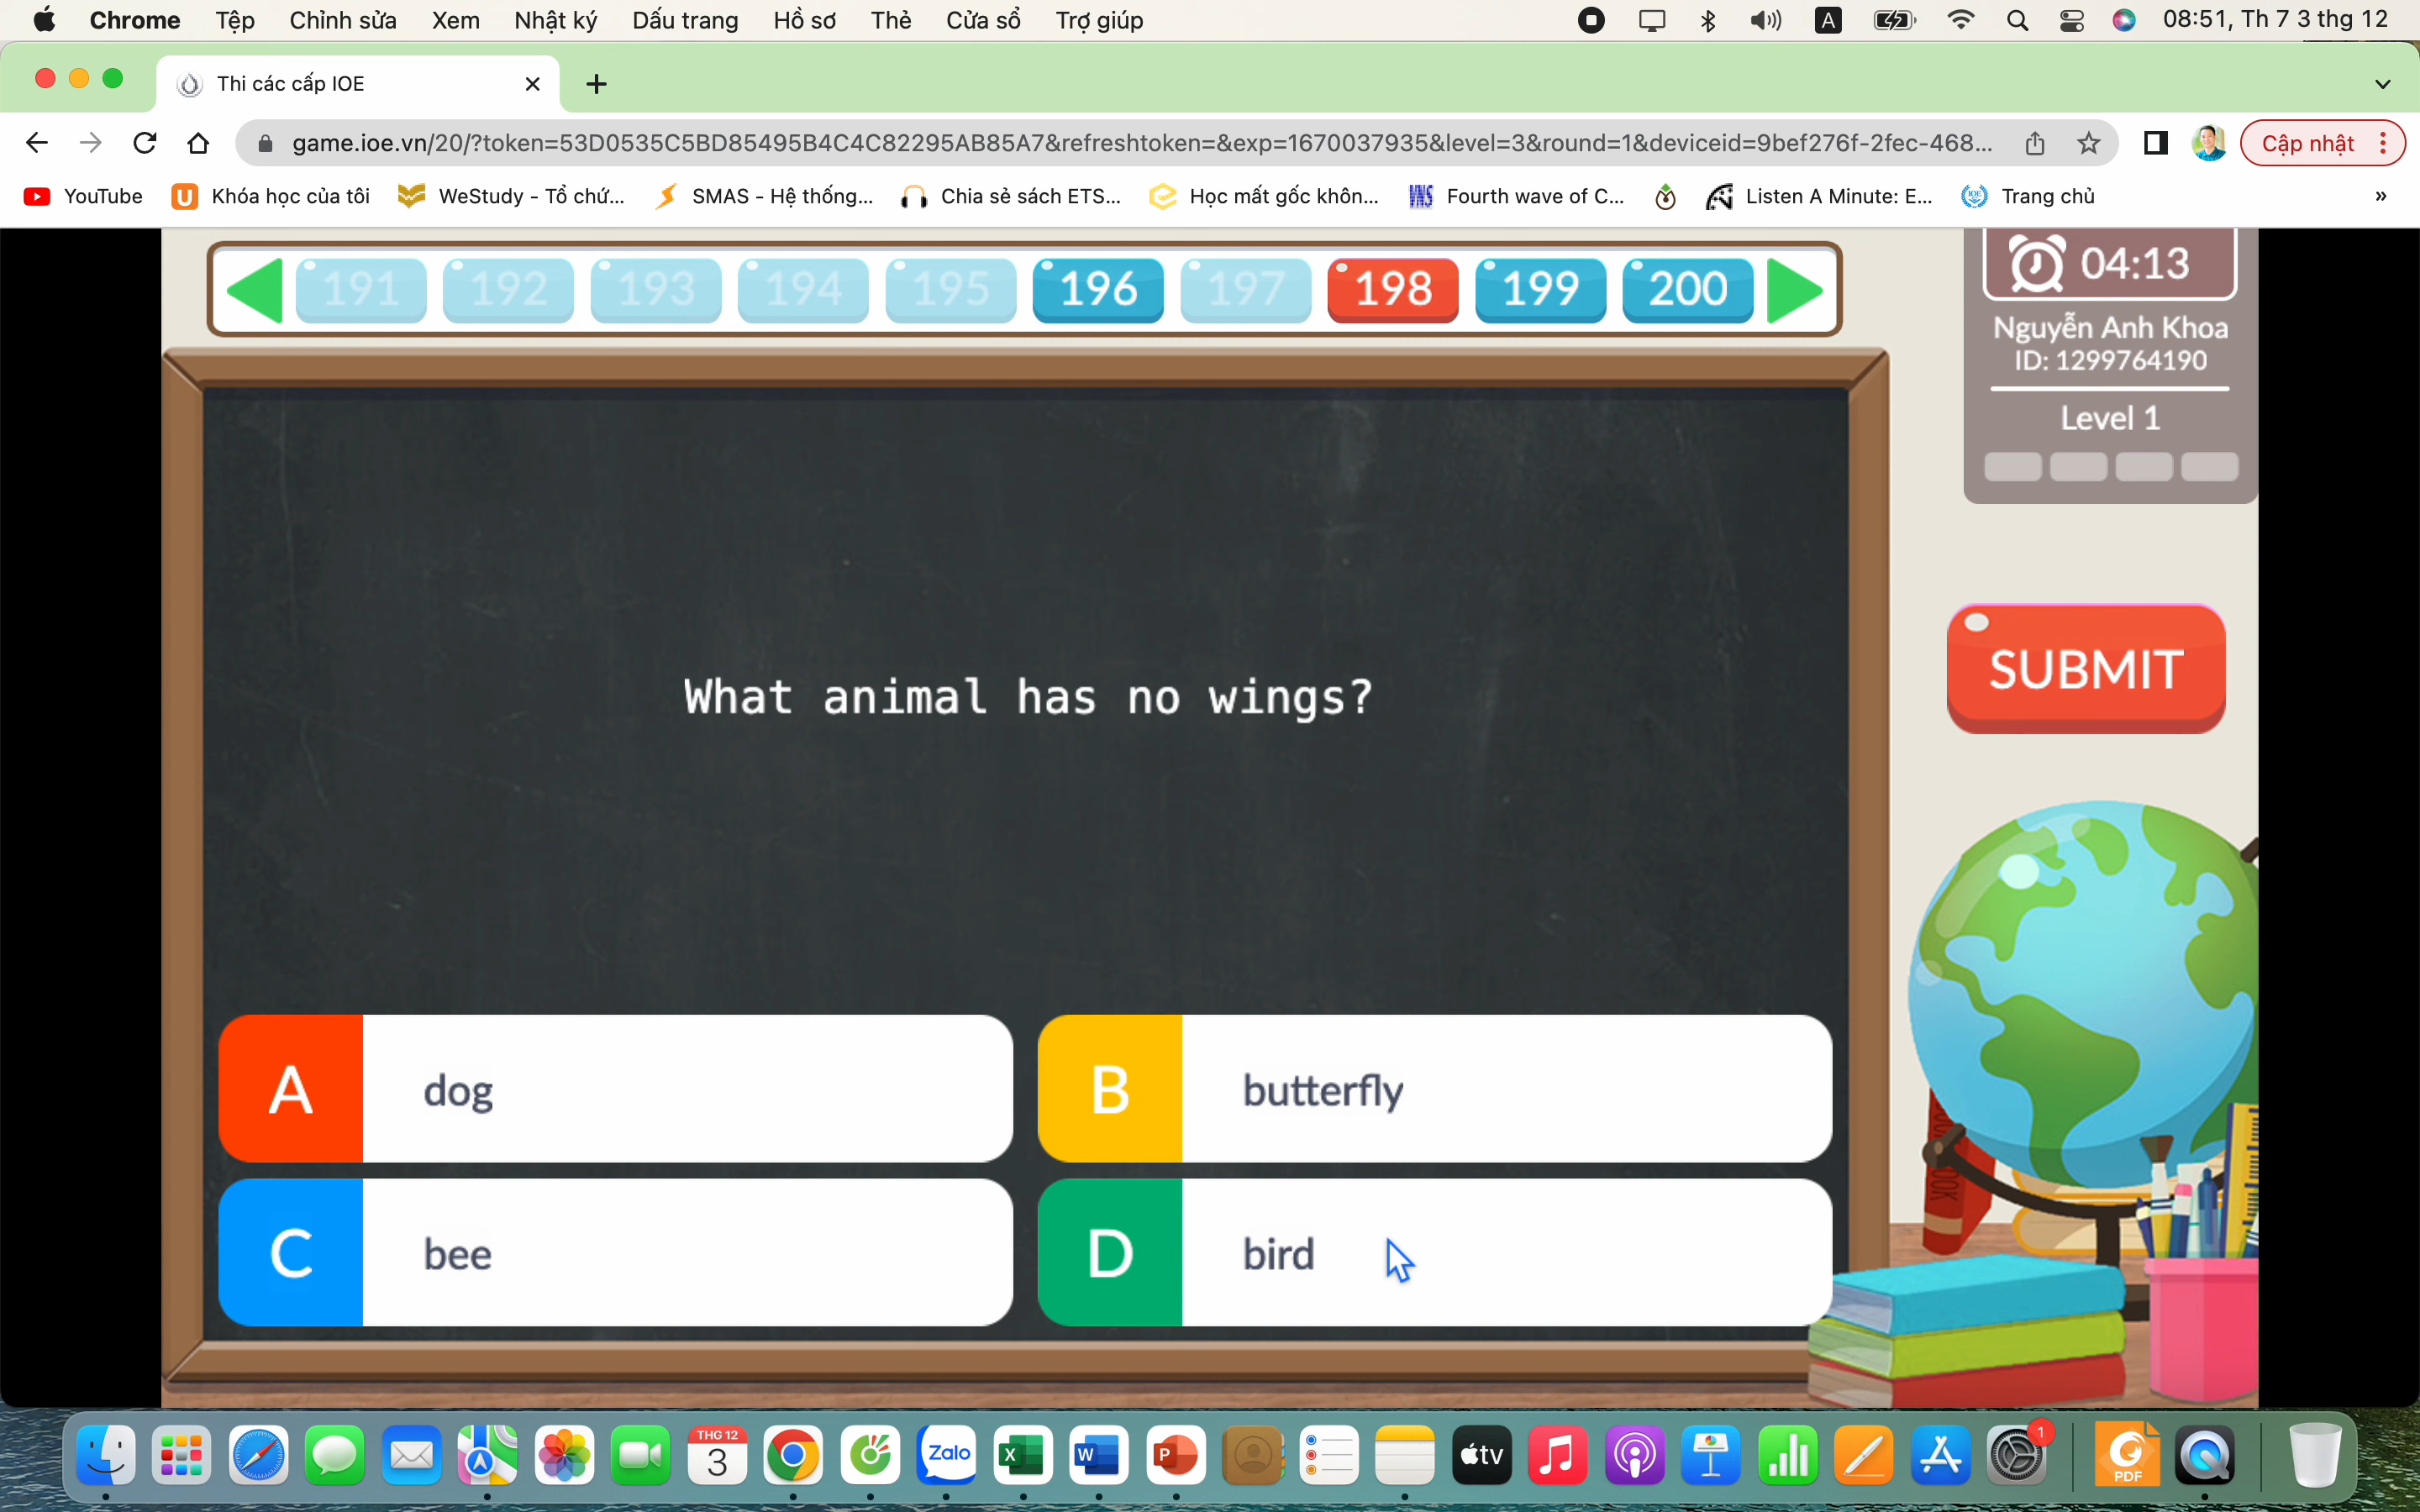 Chrome Tệp Chỉnh sửa Xem Nhật ký Dấu trang Hồ sơ Thẻ Cửa sổ Trợ giúp A 08:51, Th 7 3 thg 12
Thi các cấp IOE
game.ioe.vn/20/?token=53D0535C5BD85495B4C4C82295AB85A7&refreshtoken=&exp=1670037935&level=3&round=1&deviceid=9bef276f-2fec-468... Cập nhật
YouTube Khóa học của tôi WeStudy - Tổ chứ... SMAS - Hệ thống... Chia sẻ sách ETS... Học mất gốc khôn... Fourth wave of C... Listen A Minute: E... Trang chủ »
191 192 193 194 195 196 197 198 199 200
04:13
Nguyễn Anh Khoa
ID: 1299764190
Level 1
SUBMIT
What animal has no wings?
A dog
B butterfly
C bee
D bird
BOOK
THG 12
3
Zalo
X
W
P
tv
1
PDF